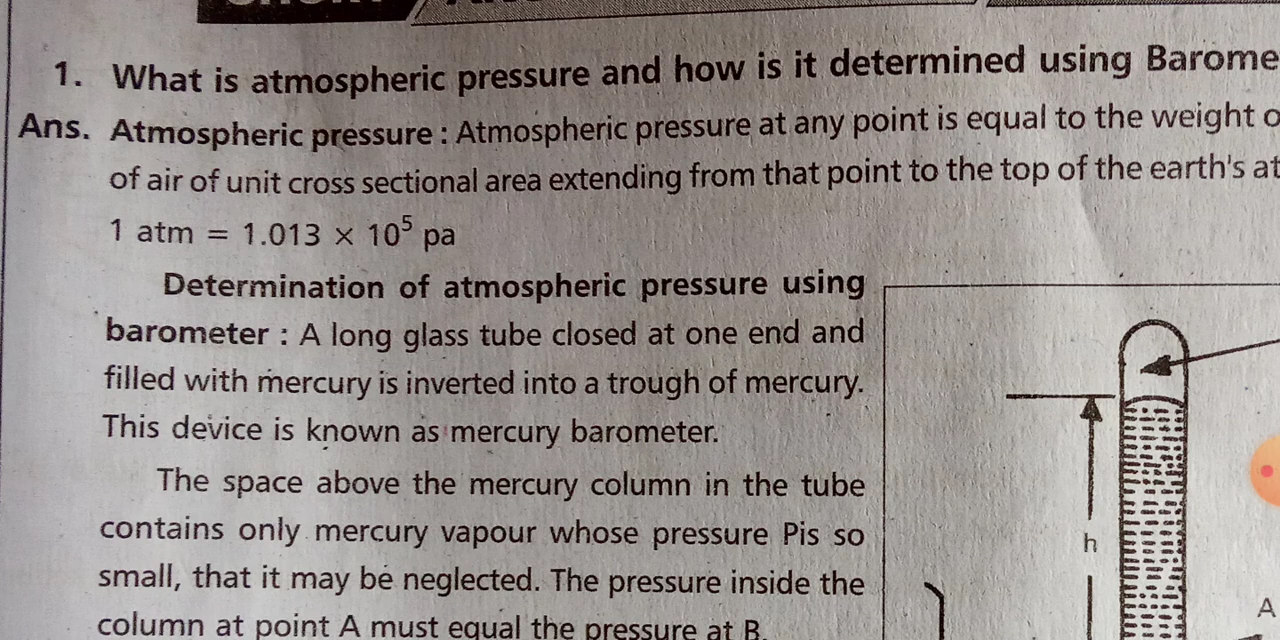 1. What is atmospheric pressure and how is it determined using Barome
Ans. Atmospheric pressure : Atmospheric pressure at any point is equal to the weight o
of air of unit cross sectional area extending from that point to the top of the earth's at
1 atm = 1.013 × 10⁵ pa
Determination of atmospheric pressure using
barometer : A long glass tube closed at one end and
filled with mercury is inverted into a trough of mercury.
This device is known as mercury barometer.
The space above the mercury column in the tube
contains only mercury vapour whose pressure Pis so
small, that it may be neglected. The pressure inside the
column at point A must equal the pressure at B.
h
A